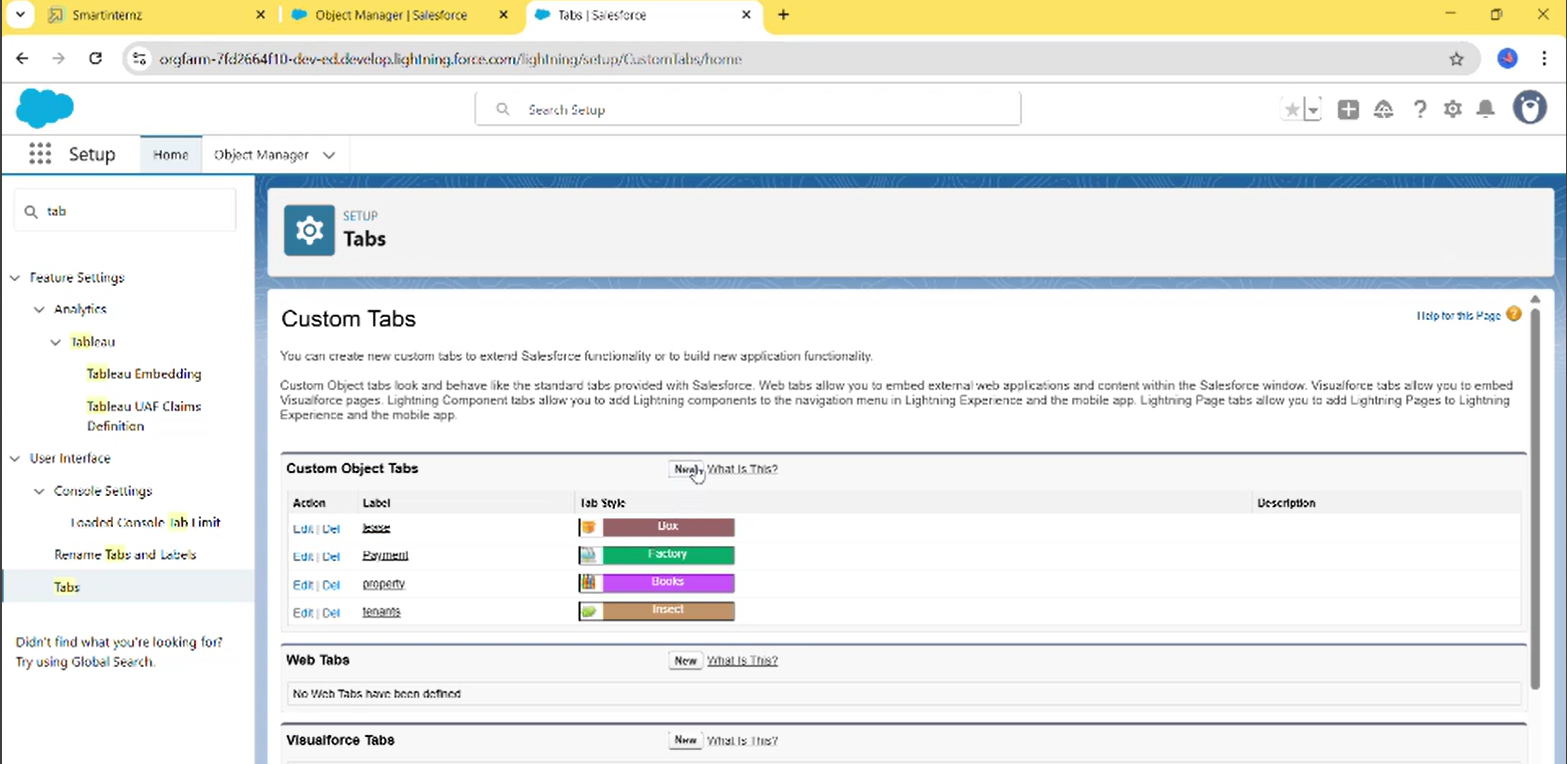 Smartinternz
Object Manager | Salesforce
Tabs | Salesforce
orgfarm-7fd2664f10-dev-ed.develop.lightning.force.com/lightning/setup/CustomTabs/home
Search Setup
Setup
Home
Object Manager
tab
Feature Settings
Analytics
Tableau
Tableau Embedding
Tableau UAF Claims
Definition
User Interface
Console Settings
Loaded Console Tab Limit
Rename Tabs and Labels
Tabs
Didn't find what you're looking for?
Try using Global Search.
SETUP
Tabs
Custom Tabs
Help for this Page
You can create new custom tabs to extend Salesforce functionality or to build new application functionality.
Custom Object tabs look and behave like the standard tabs provided with Salesforce. Web tabs allow you to embed external web applications and content within the Salesforce window. Visualforce tabs allow you to embed
Visualforce pages. Lightning Component tabs allow you to add Lightning components to the navigation menu in Lightning Experience and the mobile app. Lightning Page tabs allow you to add Lightning Pages to Lightning
Experience and the mobile app.
Custom Object Tabs New What Is This?
Action Label Tab Style Description
Edit | Del lease Box
Edit | Del Payment Factory
Edit | Del property Books
Edit | Del tenants Insect
Web Tabs New What Is This?
No Web Tabs have been defined
Visualforce Tabs New What Is This?